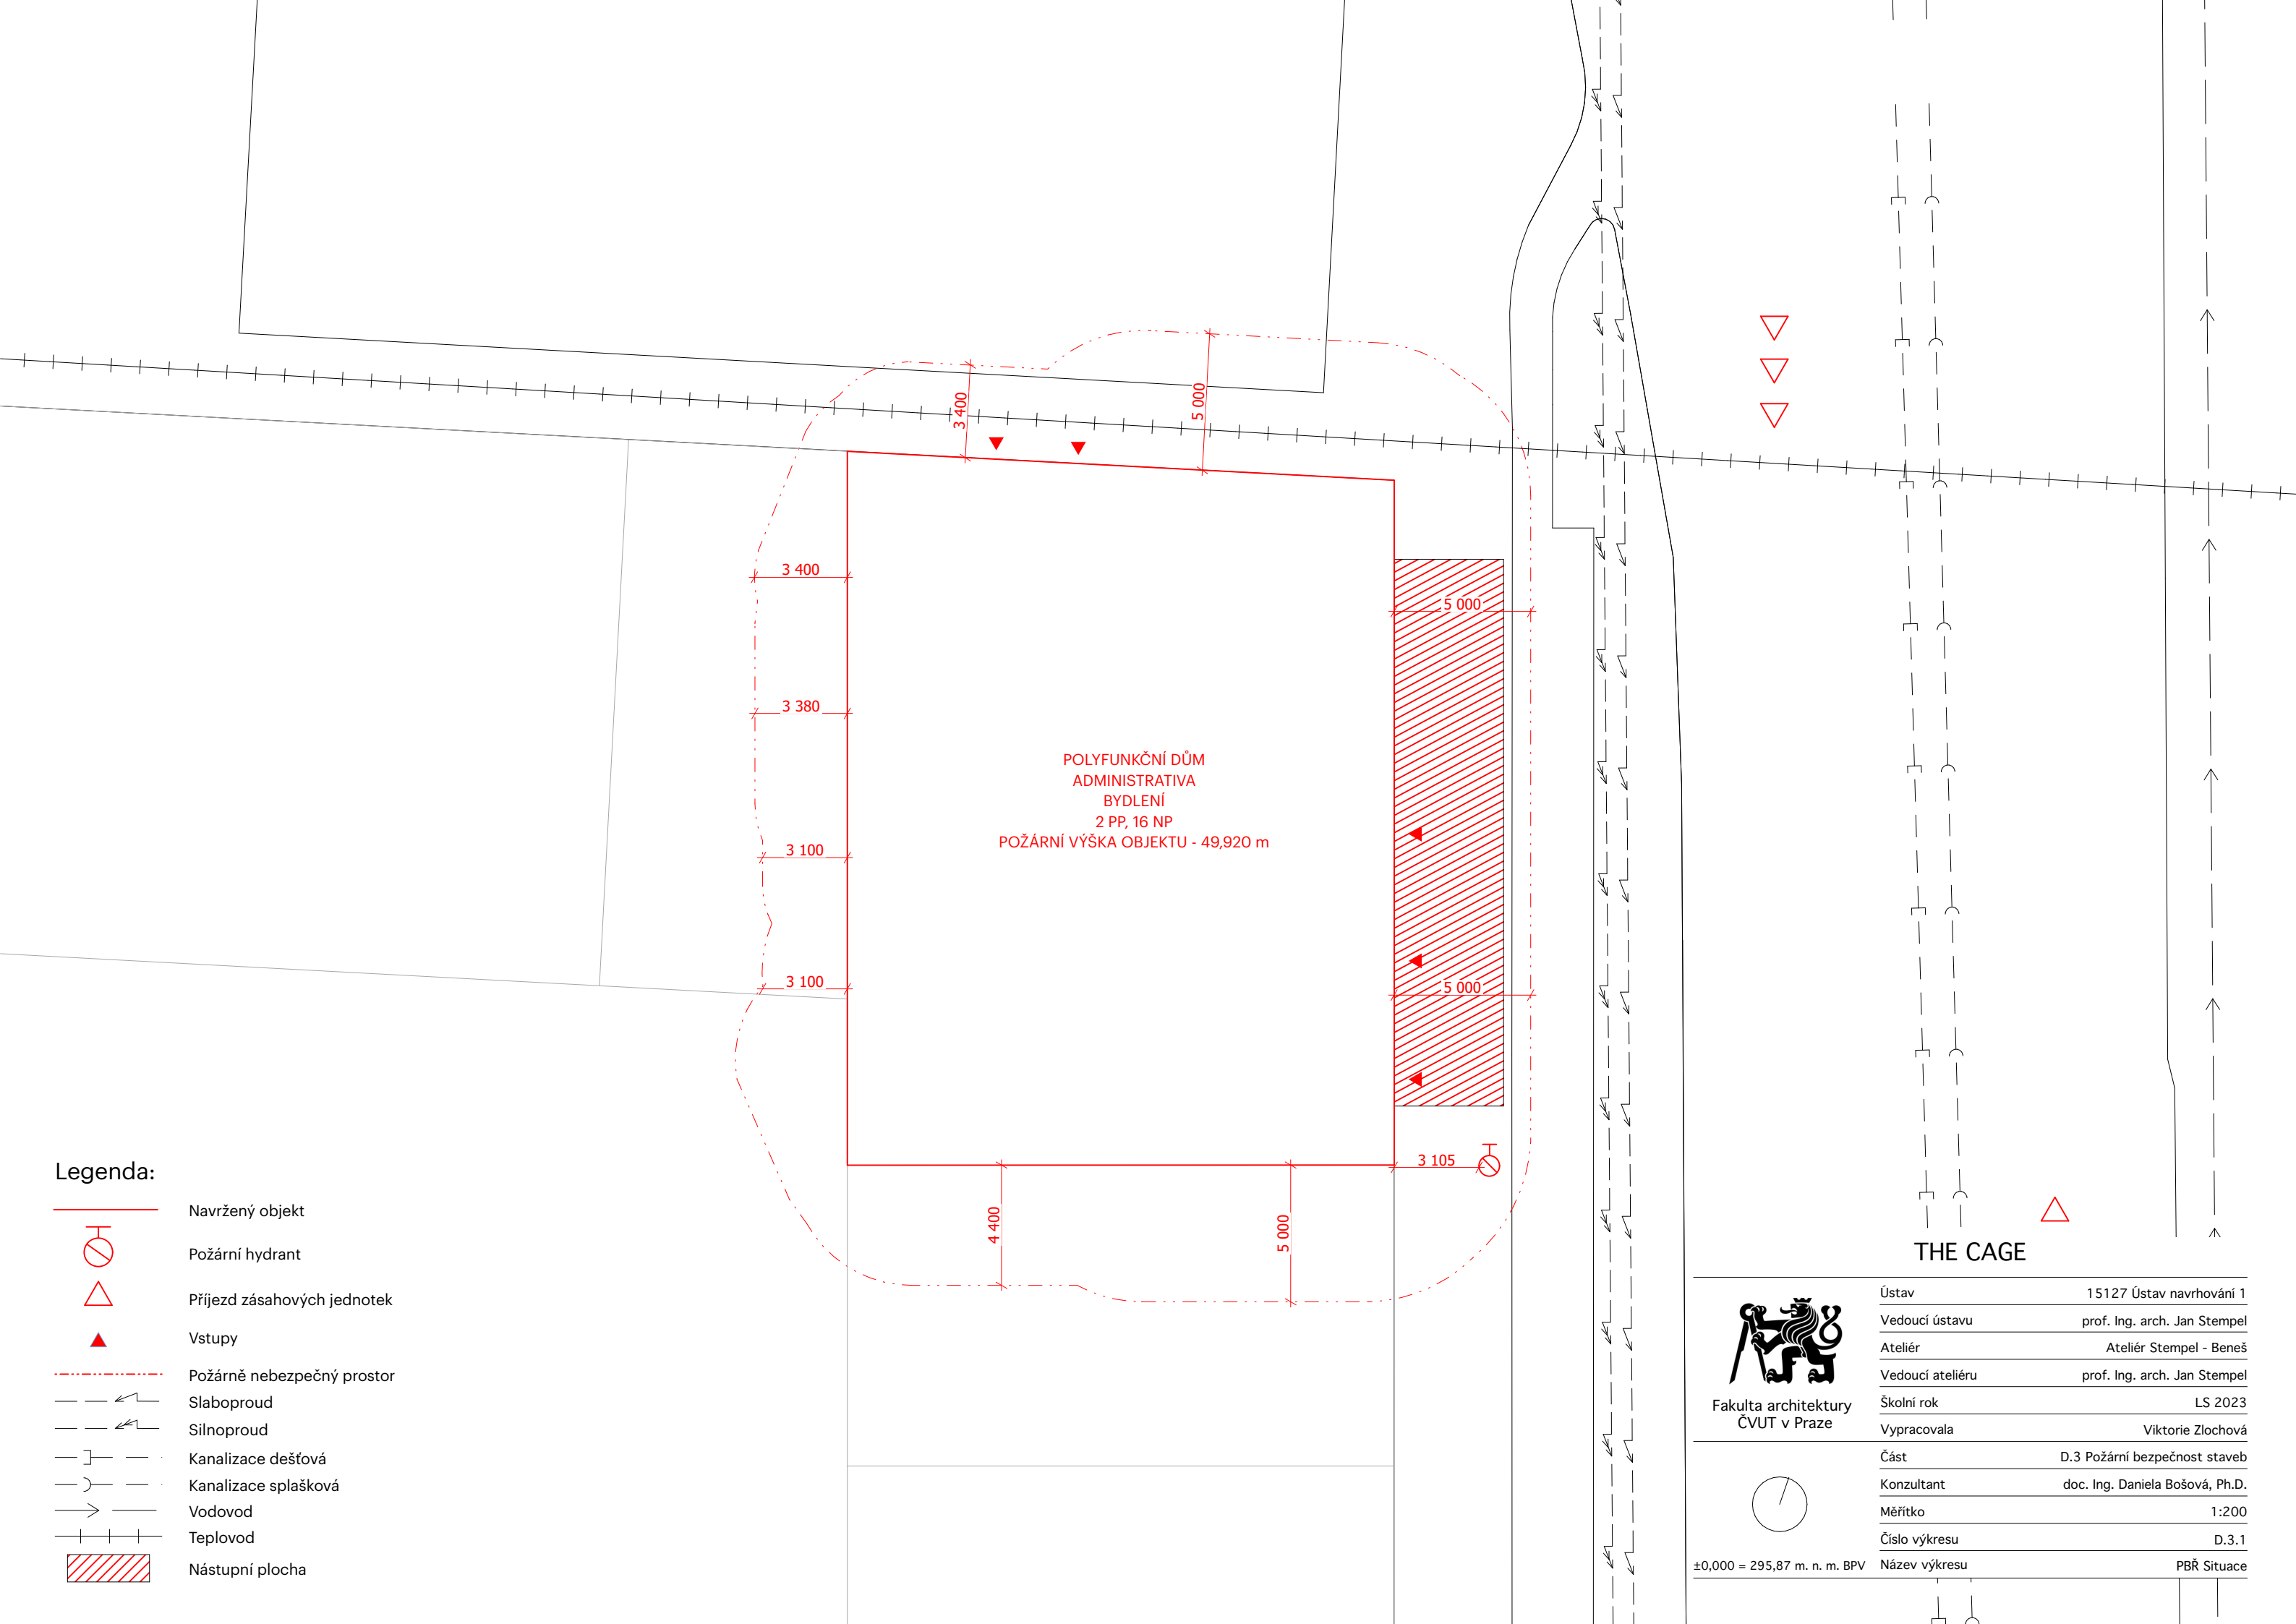 3 400
5 000
3 400
5 000
3 380
POLYFUNKČNÍ DŮM
ADMINISTRATIVA
BYDLENÍ
2 PP, 16 NP
POŽÁRNÍ VÝŠKA OBJEKTU - 49,920 m
3 100
3 100
5 000
3 105
4 400
5 000
Legenda:
Navržený objekt
Požární hydrant
Příjezd zásahových jednotek
Vstupy
Požárně nebezpečný prostor
Slaboproud
Silnoproud
Kanalizace dešťová
Kanalizace splašková
Vodovod
Teplovod
Nástupní plocha
THE CAGE
Fakulta architektury
ČVUT v Praze
±0,000 = 295,87 m. n. m. BPV
Ústav 15127 Ústav navrhování 1
Vedoucí ústavu prof. Ing. arch. Jan Stempel
Ateliér Ateliér Stempel - Beneš
Vedoucí ateliéru prof. Ing. arch. Jan Stempel
Školní rok LS 2023
Vypracovala Viktorie Zlochová
Část D.3 Požární bezpečnost staveb
Konzultant doc. Ing. Daniela Bošová, Ph.D.
Měřítko 1:200
Číslo výkresu D.3.1
Název výkresu PBŘ Situace